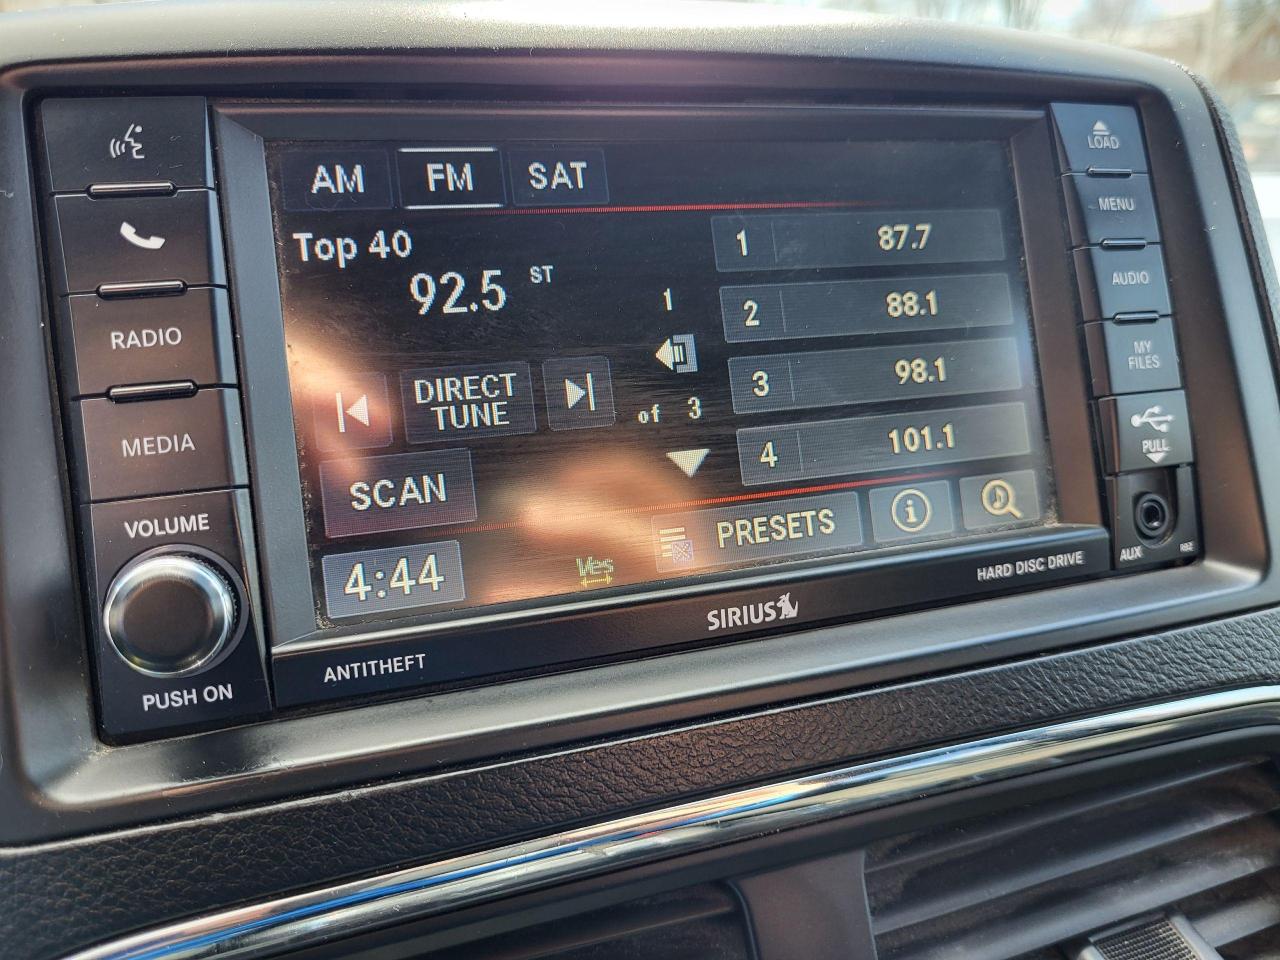 AM FM SAT
Top 40
92.5 ST
1
of 3
DIRECT
TUNE
SCAN
4:44
1 87.7
2 88.1
3 98.1
4 101.1
PRESETS
RADIO
MEDIA
VOLUME
PUSH ON
ANTITHEFT
SIRIUS
HARD DISC DRIVE
LOAD
MENU
AUDIO
MY
FILES
PULL
AUX